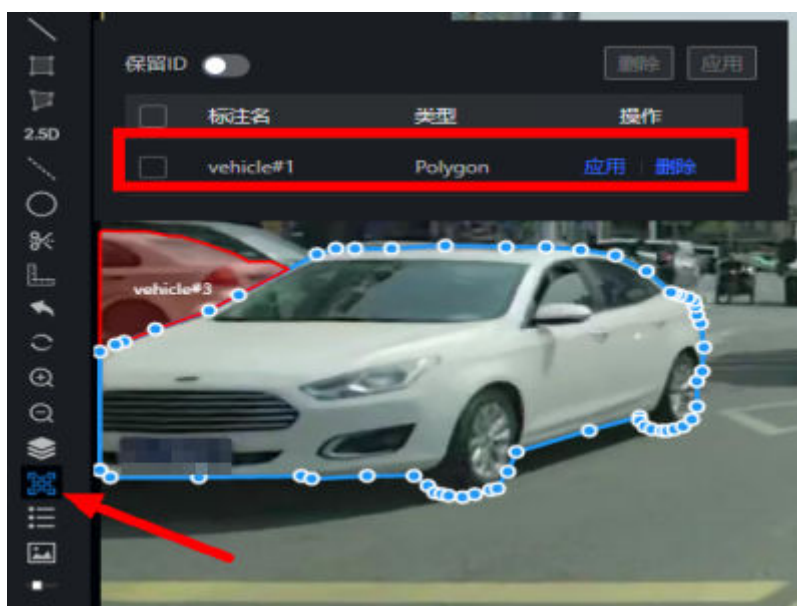 保留ID
删除
应用
标注名
类型
操作
2.5D
vehicle#1
Polygon
应用
删除
vehicle#3